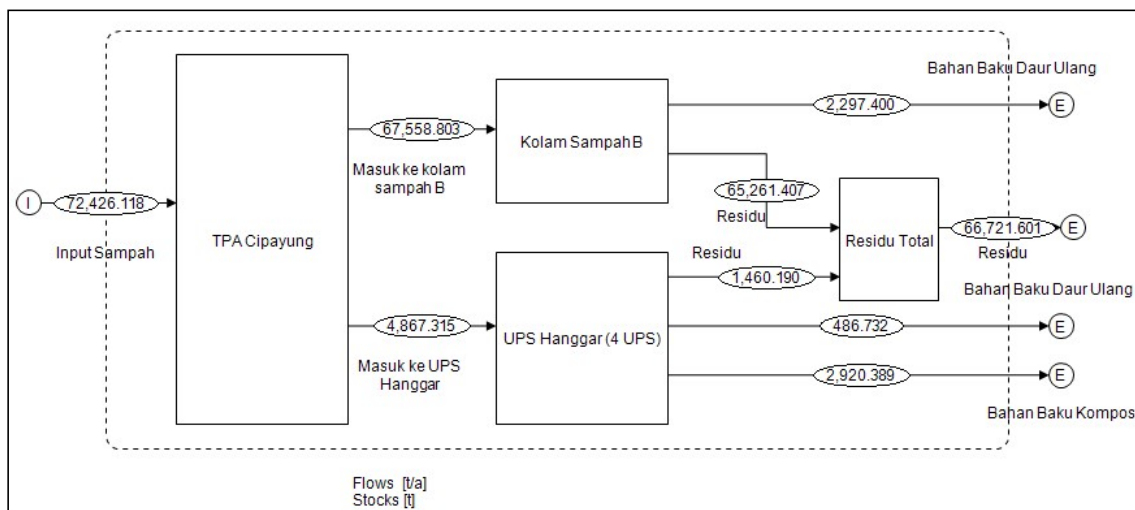 Bahan Baku Daur Ulang
2,297.400
E
67,558.803
Kolam Sampah B
Masuk ke kolam
sampah B
65,261.407
Residu
I
72,426.118
Input Sampah
TPA Cipayung
Residu Total
66,721.601
E
Residu
Residu
1,460.190
Bahan Baku Daur Ulang
4,867.315
UPS Hanggar (4 UPS)
486.732
E
Masuk ke UPS
Hanggar
2,920.389
E
Bahan Baku Kompos
Flows [t/a]
Stocks [t]